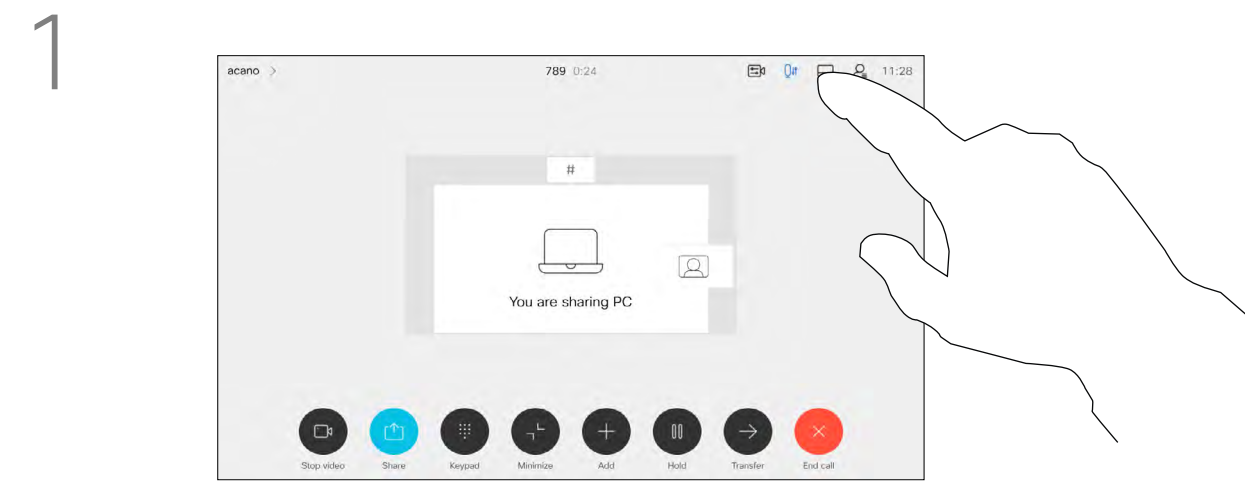 1
acano >
789 0:24
11:28
#
You are sharing PC
Stop video Share Keypad Minimize Add Hold Transfer End call